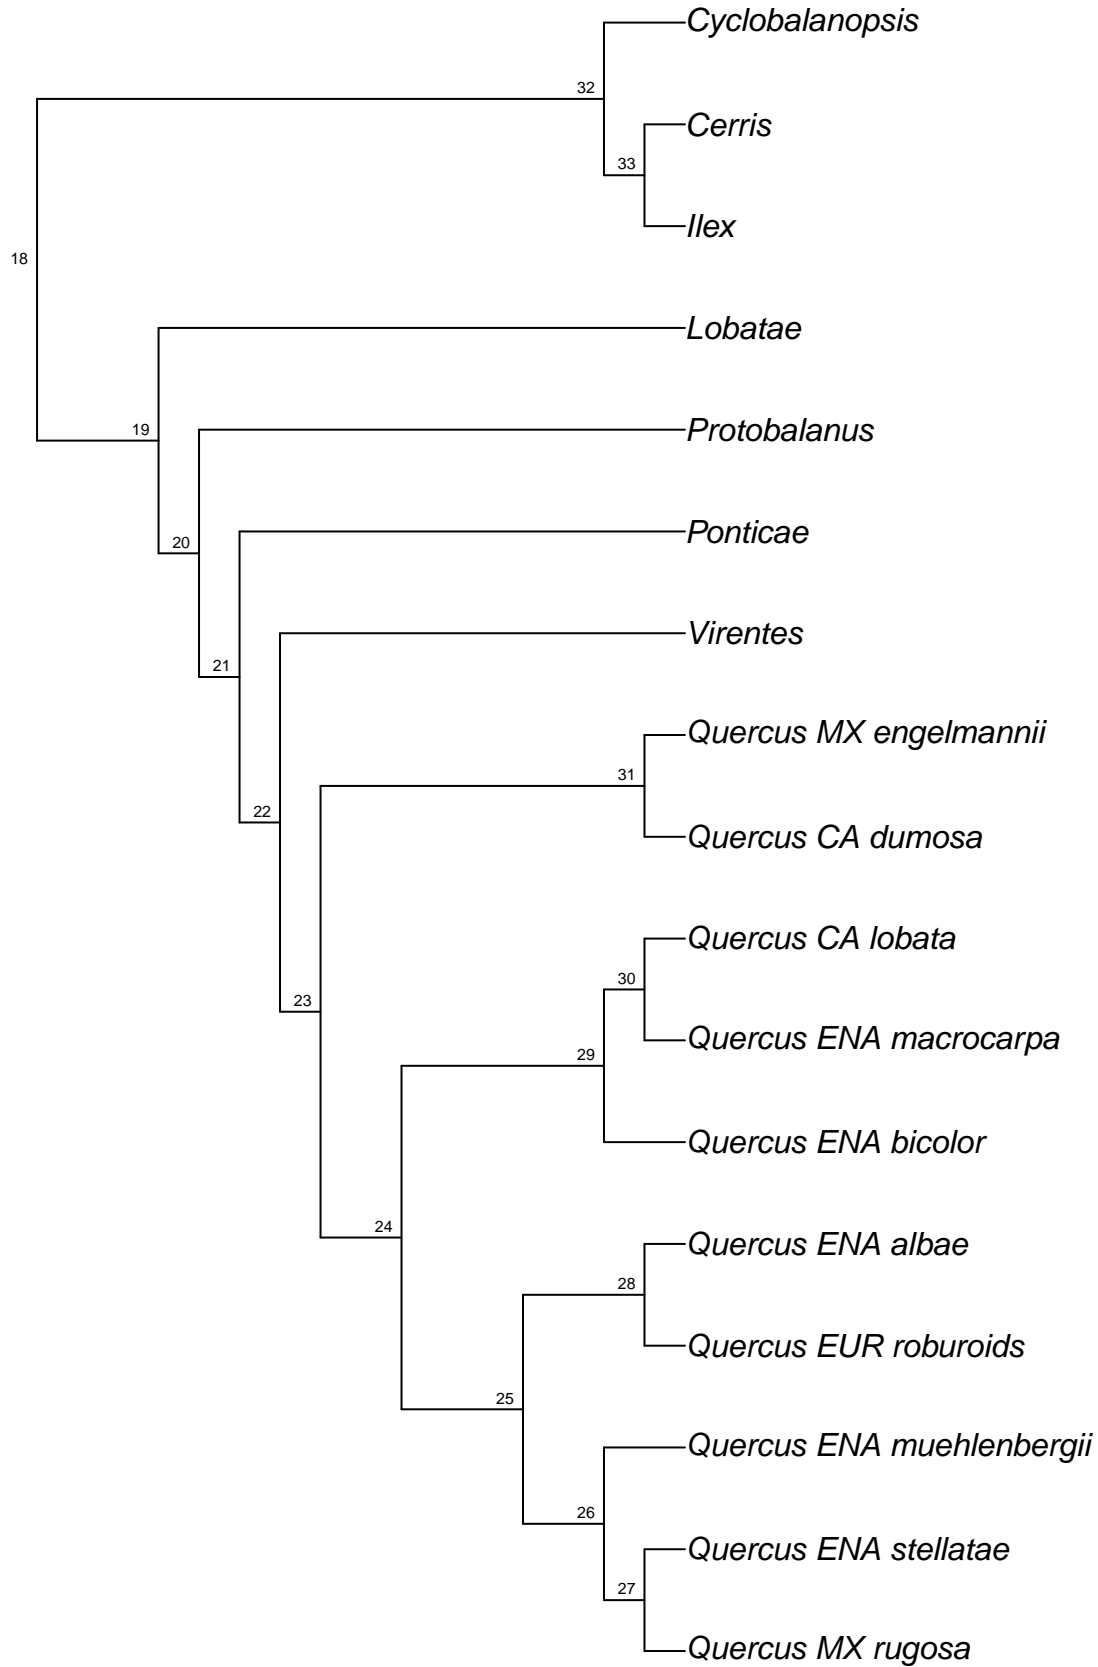 Cyclobalanopsis
32
Cerris
33
Ilex
18
Lobatae
19
Protobalanus
20
Ponticae
Virentes
21
Quercus MX engelmannii
31
22
Quercus CA dumosa
Quercus CA lobata
30
23
Quercus ENA macrocarpa
29
Quercus ENA bicolor
24
Quercus ENA albae
28
Quercus EUR roburoids
25
Quercus ENA muehlenbergii
26
Quercus ENA stellatae
27
Quercus MX rugosa